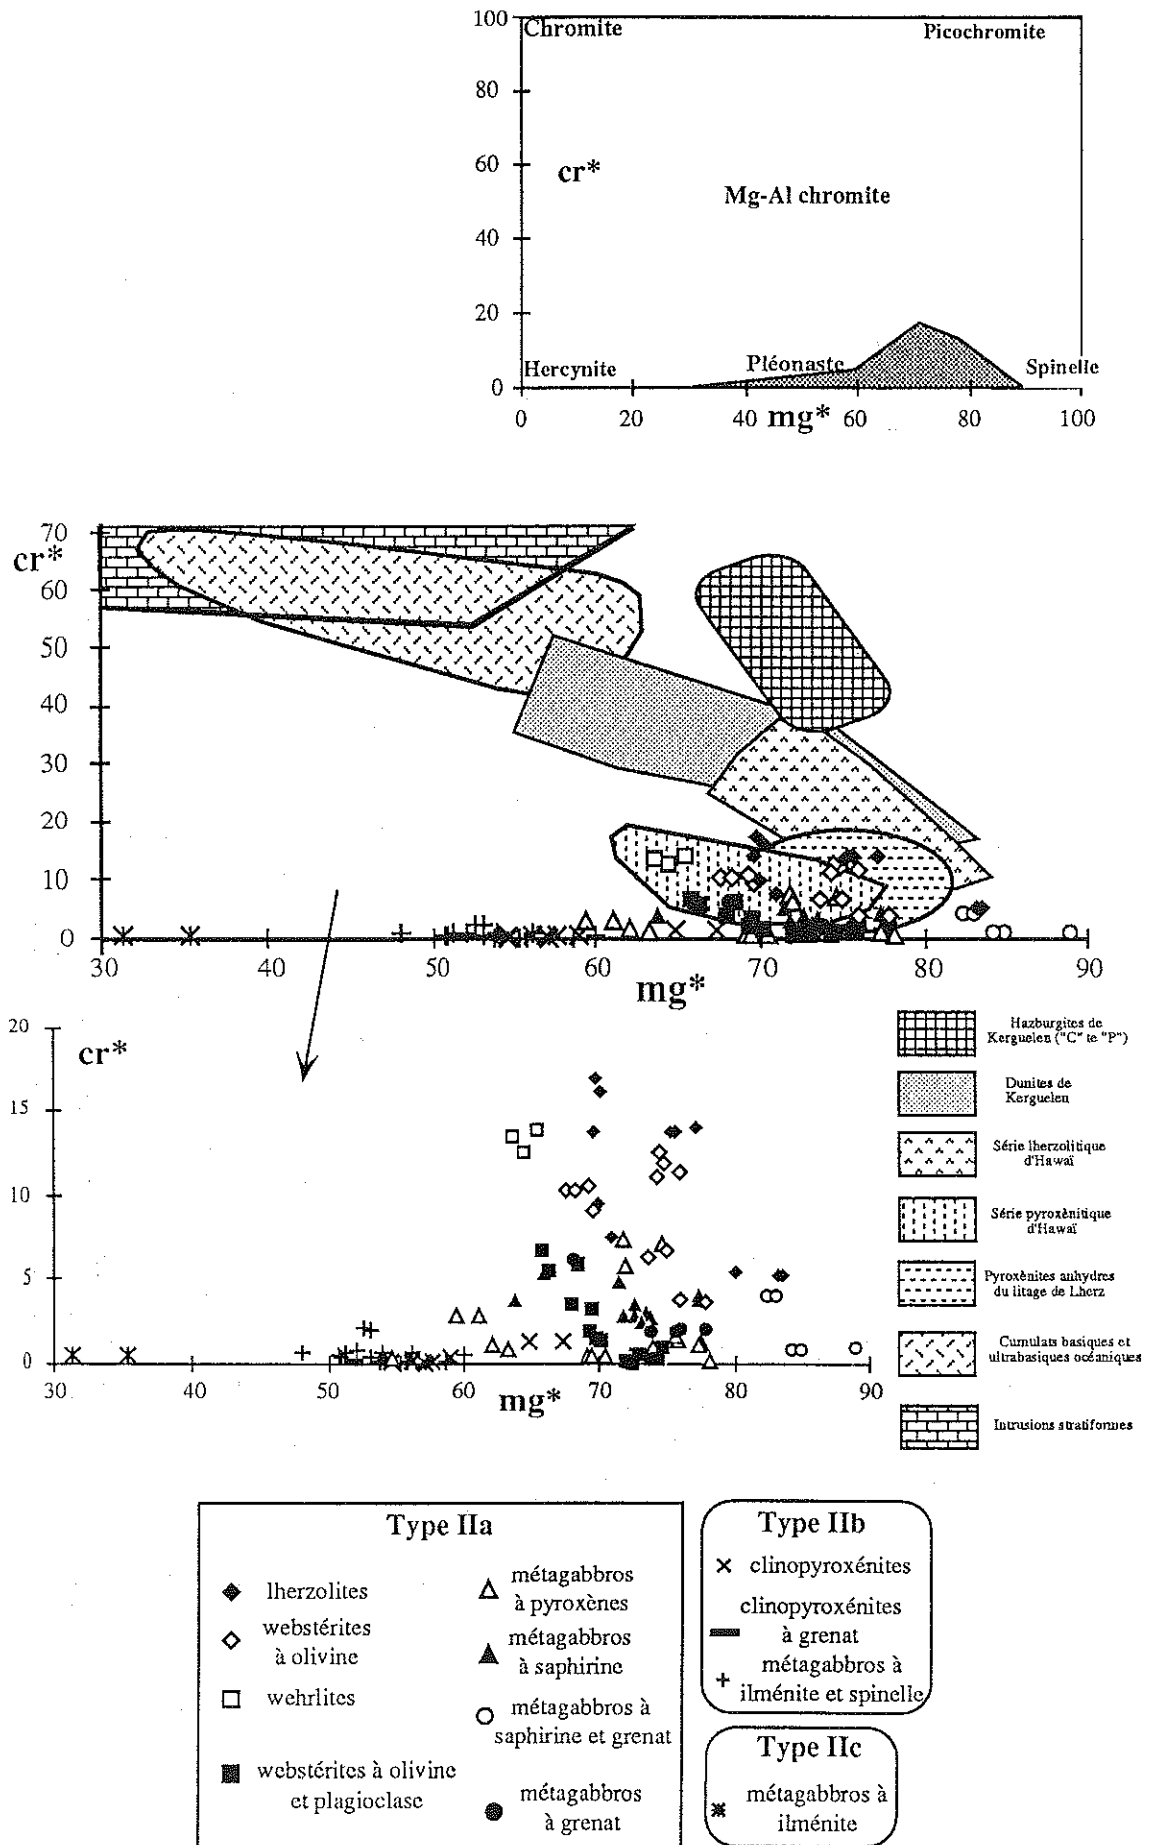 100
Chromite
Picochromite
80
60
cr*
Mg-Al chromite
40
20
Hercynite
Pléonaste
Spinelle
0
0
20
40
mg*
60
80
100
70
cr*
60
50
40
30
20
10
0
30
40
50
60
70
80
90
mg*
20
cr*
15
10
5
0
30
40
50
60
70
80
90
mg*
Hazburgites de
Kerguelen ("C" te "P")
Dunites de
Kerguelen
Série lherzolitique
d'Hawaï
Série pyroxènitique
d'Hawaï
Pyroxènites anhydres
du litage de Lherz
Cumulats basiques et
ultrabasiques océaniques
Intrusions stratiformes
Type IIa
lherzolites
webstérites
à olivine
wehrlites
webstérites à olivine
et plagioclase
métagabbros
à pyroxènes
métagabbros
à saphirine
métagabbros à
saphirine et grenat
métagabbros
à grenat
Type IIb
clinopyroxénites
clinopyroxénites
à grenat
métagabbros à
ilménite et spinelle
Type IIc
métagabbros à
ilménite